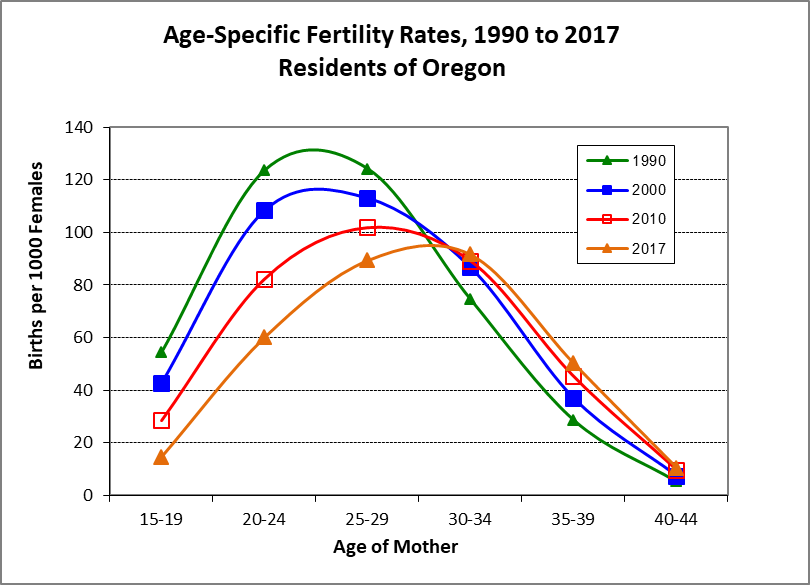 Age-Specific Fertility Rates, 1990 to 2017
Residents of Oregon
140
120
100
80
60
40
20
0
Births per 1000 Females
1990
2000
2010
2017
15-19 20-24 25-29 30-34 35-39 40-44
Age of Mother